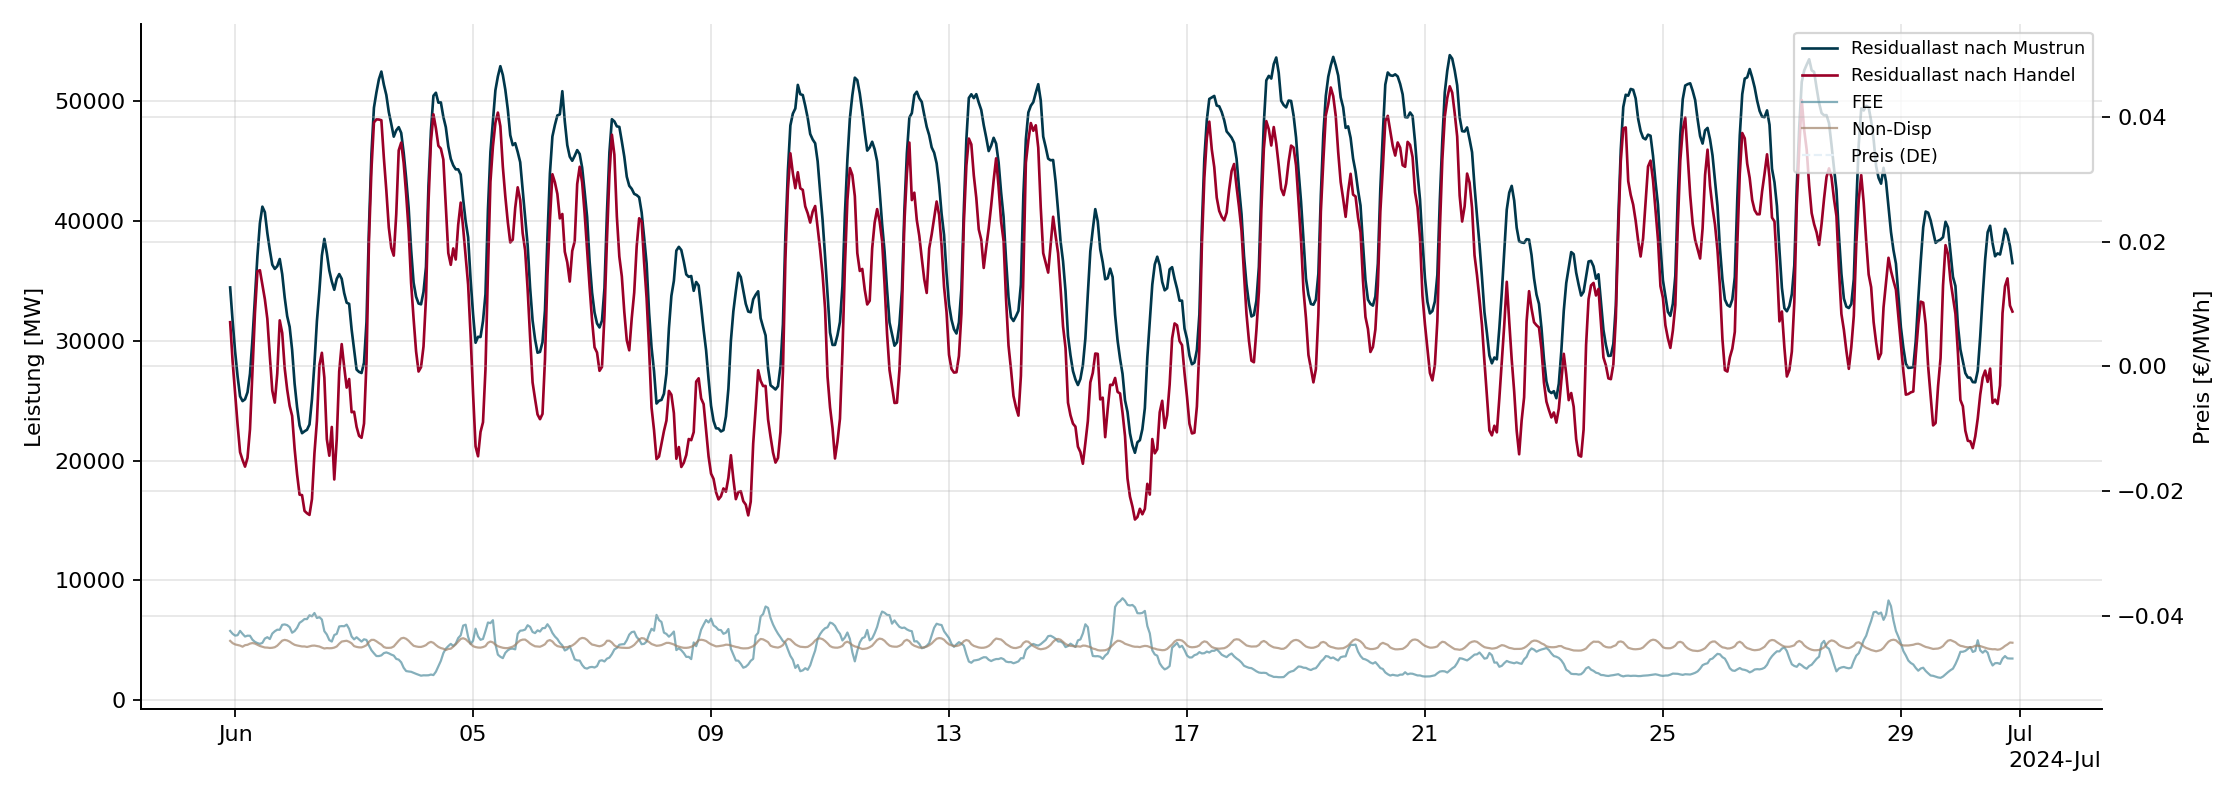 Residuallast nach Mustrun
Residuallast nach Handel
FEE
Non-Disp
Preis (DE)
Leistung [MW]
50000
40000
30000
20000
10000
0
0.04
0.02
0.00
−0.02
−0.04
Preis [€/MWh]
Jun
05
09
13
17
21
25
29
Jul
2024-Jul